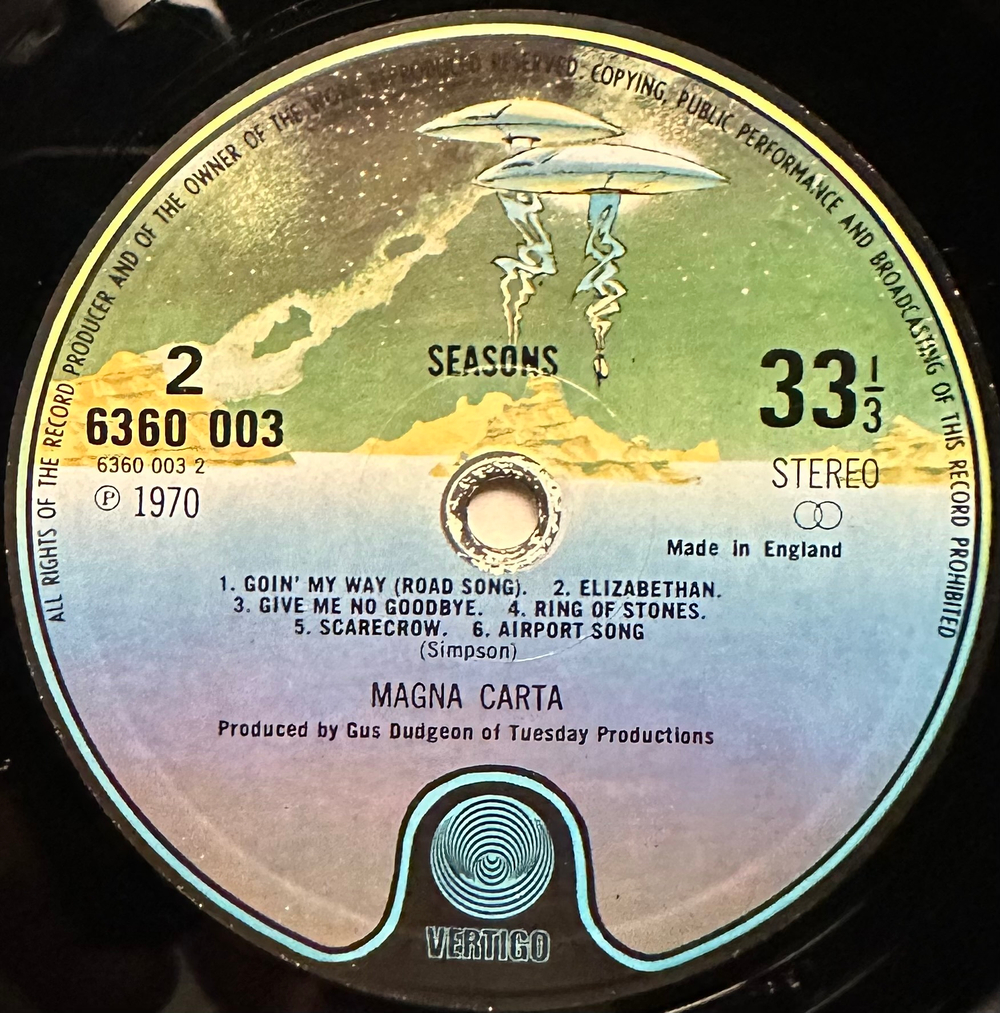 ALL RIGHTS OF THE RECORD PRODUCER AND OF THE OWNER OF THE WORK REPRODUCED RESERVED. COPYING, PUBLIC PERFORMANCE AND BROADCASTING OF THIS RECORD PROHIBITED
SEASONS
2
6360 003
6360 003 2
Ⓟ 1970
33 1/3
STEREO
Made in England
1. GOIN' MY WAY (ROAD SONG). 2. ELIZABETHAN.
3. GIVE ME NO GOODBYE. 4. RING OF STONES.
5. SCARECROW. 6. AIRPORT SONG
(Simpson)
MAGNA CARTA
Produced by Gus Dudgeon of Tuesday Productions
VERTIGO